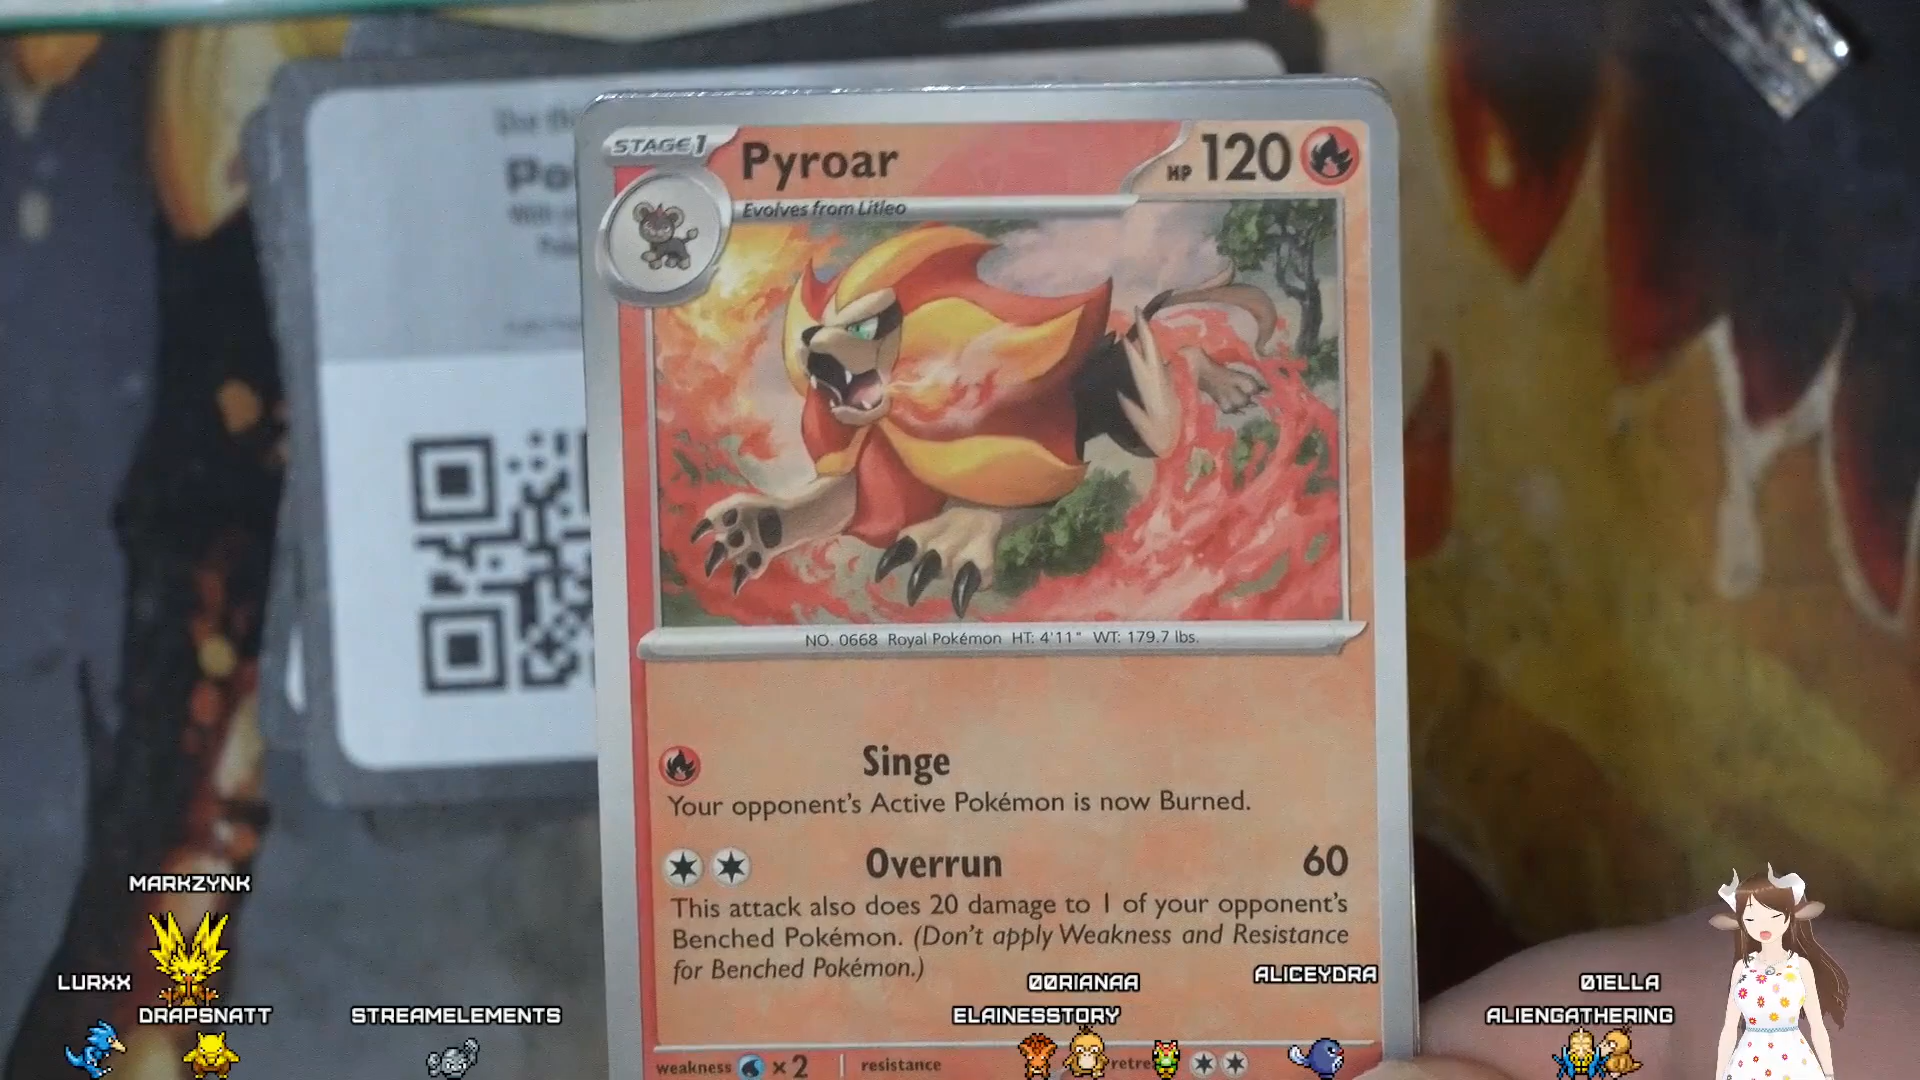 STAGE 1
Pyroar
HP 120
Evolves from Litleo
NO. 0668 Royal Pokémon HT: 4'11" WT: 179.7 lbs.
Singe
Your opponent's Active Pokémon is now Burned.
Overrun 60
This attack also does 20 damage to 1 of your opponent's
Benched Pokémon. (Don't apply Weakness and Resistance
for Benched Pokémon.)
weakness ×2 resistance
MARKZYNK
LURXX
DRAPSNATT
STREAMELEMENTS
00RIANAA
ELAINESSTORY
ALICEYDRA
01ELLA
ALIENGATHERING